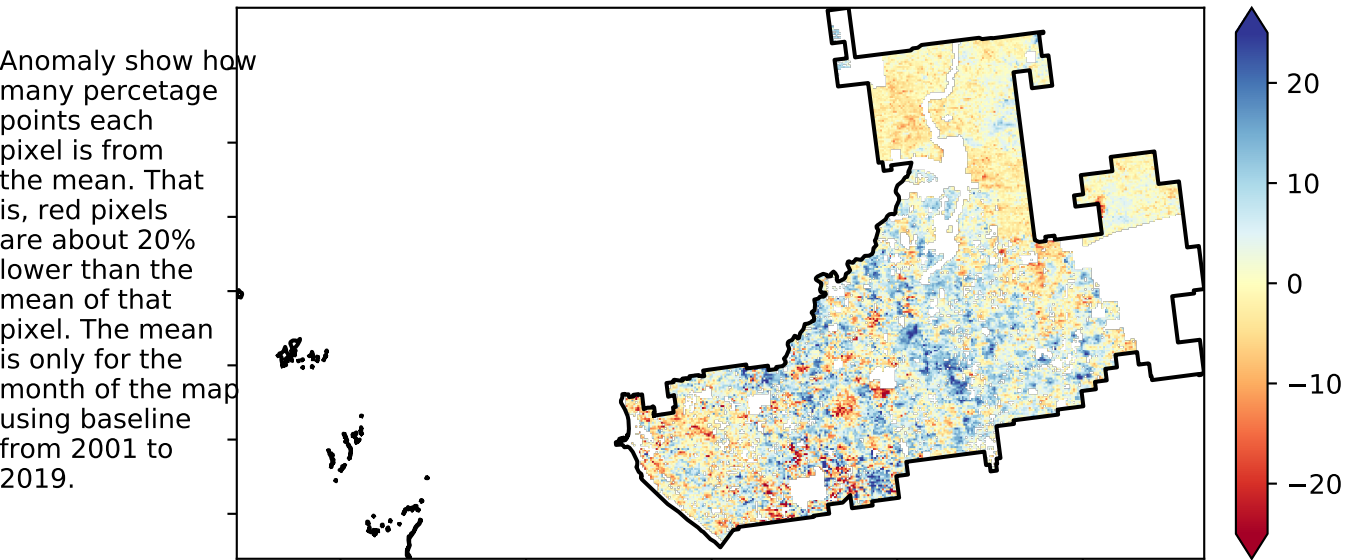 Anomaly show how
many percetage
points each
pixel is from
the mean. That
is, red pixels
are about 20%
lower than the
mean of that
pixel. The mean
is only for the
month of the map
using baseline
from 2001 to
2019.
20
10
0
−10
−20